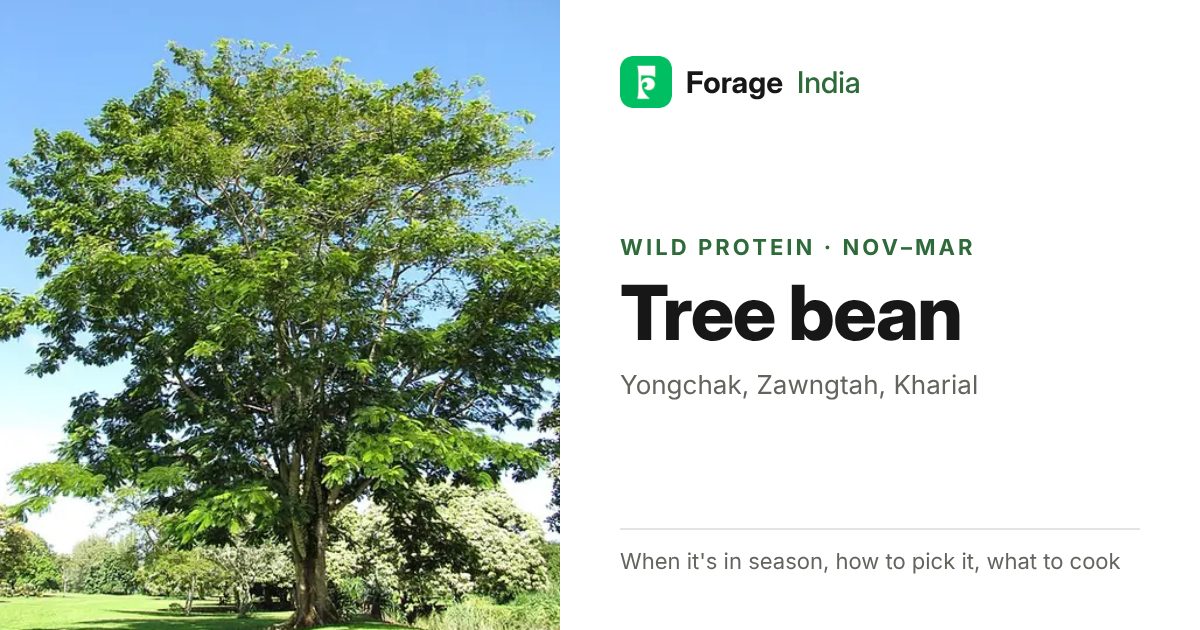 Forage India
WILD PROTEIN · NOV–MAR
Tree bean
Yongchak, Zawngtah, Kharial
When it's in season, how to pick it, what to cook